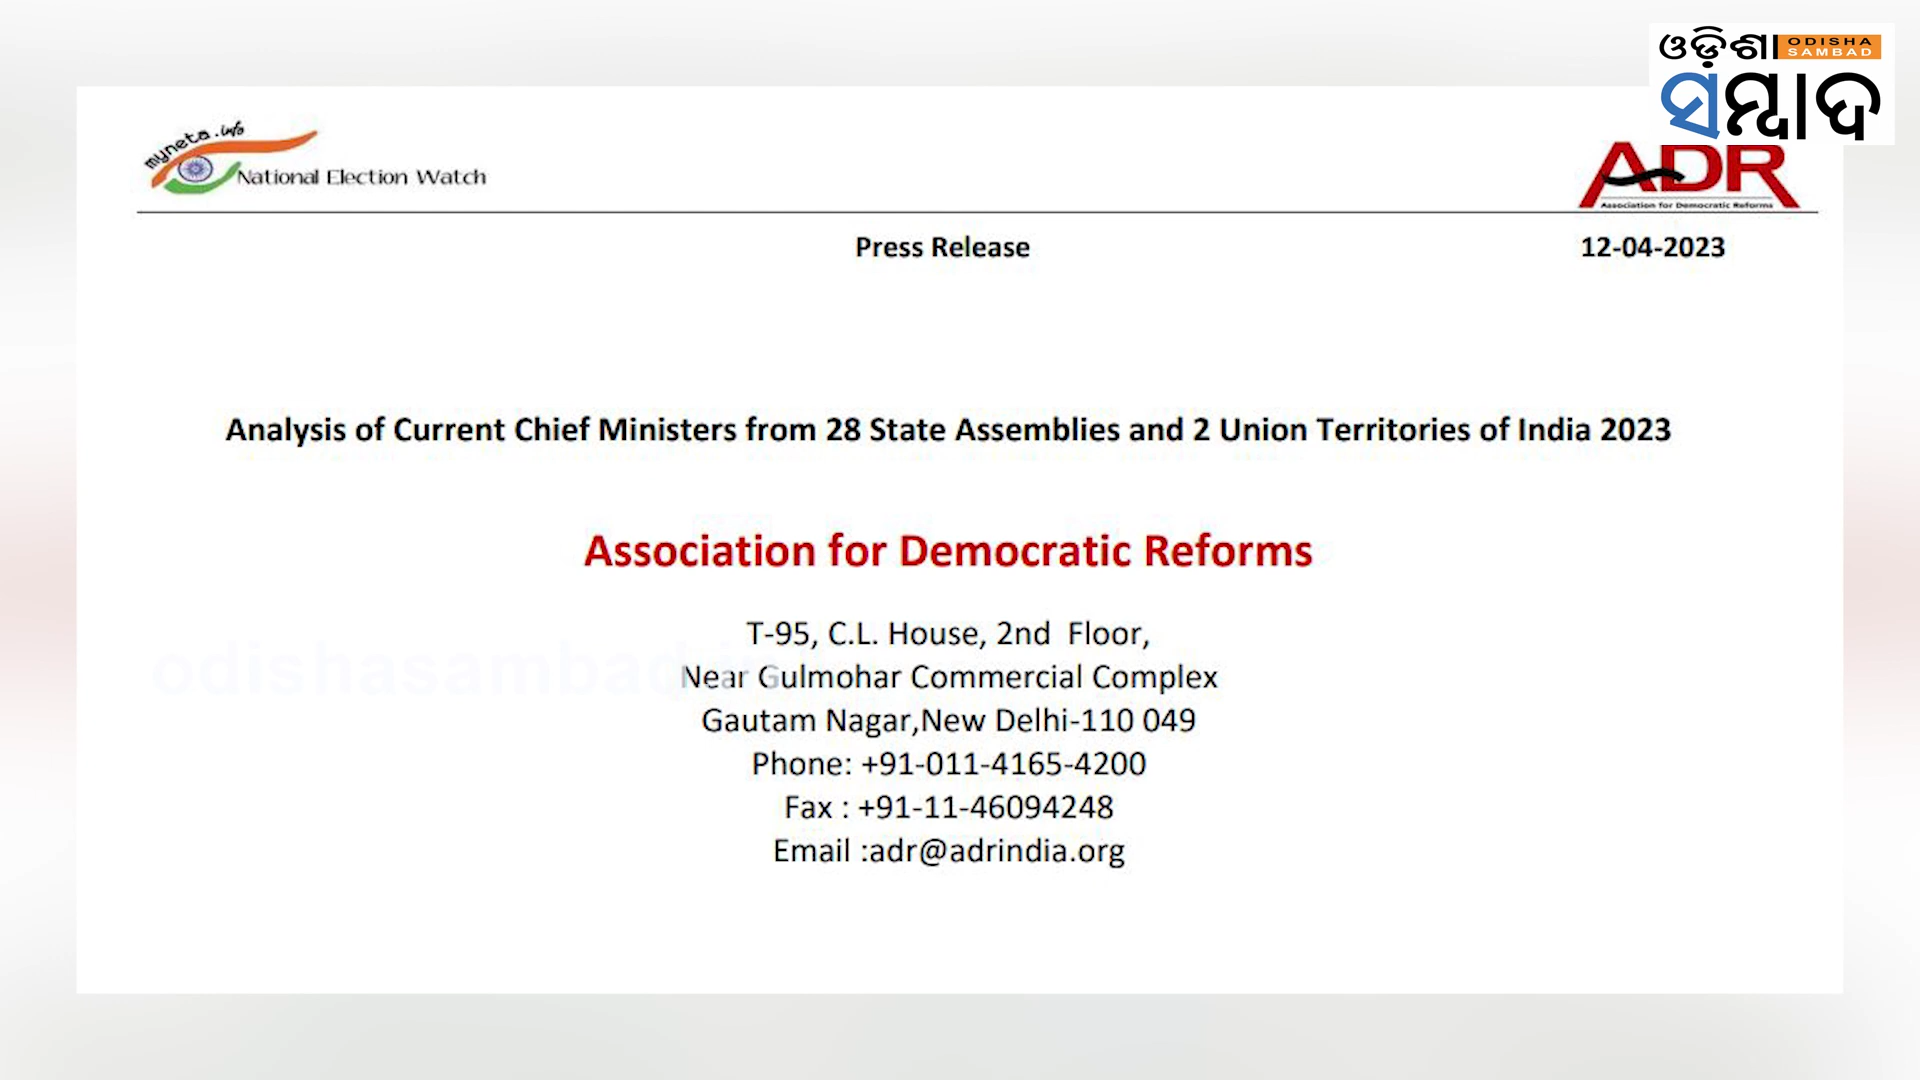 ଓଡ଼ିଶା ODISHA
SAMBAD
ସମ୍ବାଦ
myneta.info
National Election Watch
ADR
Association for Democratic Reforms
Press Release 12-04-2023
Analysis of Current Chief Ministers from 28 State Assemblies and 2 Union Territories of India 2023
Association for Democratic Reforms
T-95, C.L. House, 2nd Floor,
odishasambad.in
Near Gulmohar Commercial Complex
Gautam Nagar,New Delhi-110 049
Phone: +91-011-4165-4200
Fax : +91-11-46094248
Email :adr@adrindia.org